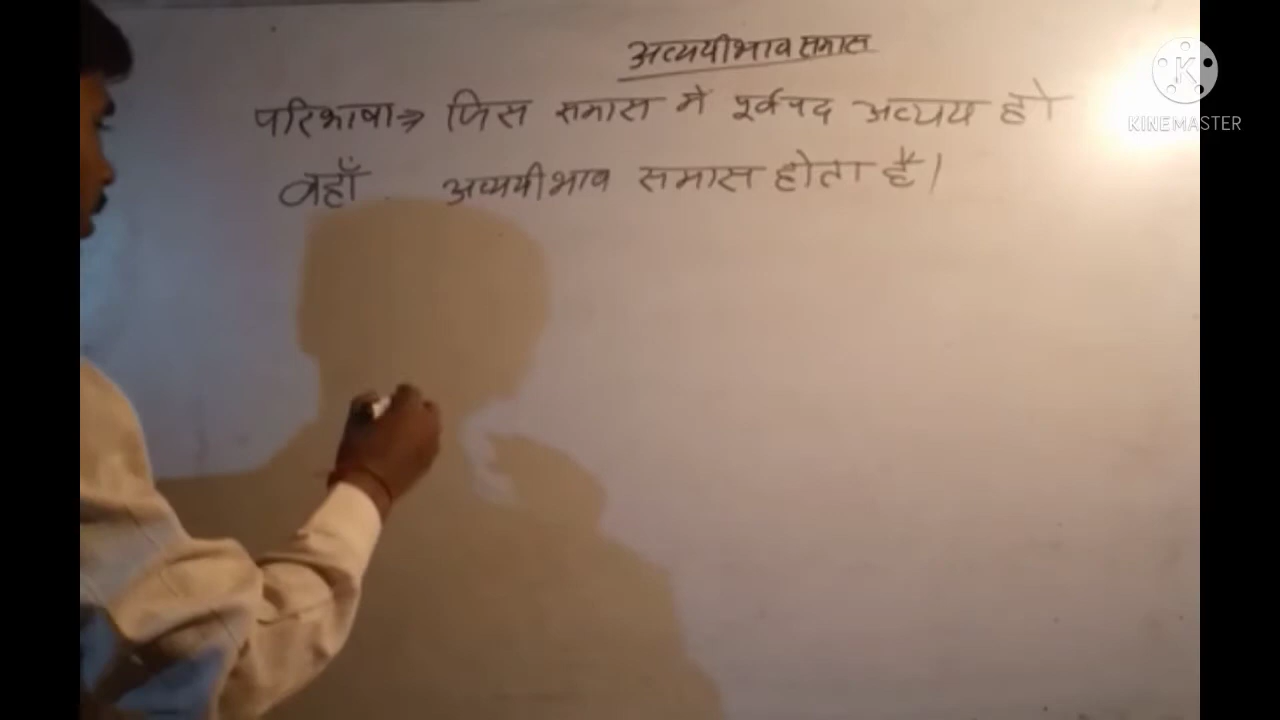 अव्ययीभाव समास
परिभाषा⇒ जिस समास में पूर्वपद अव्यय हो
वहाँ अव्ययीभाव समास होता है।
K
KINEMASTER